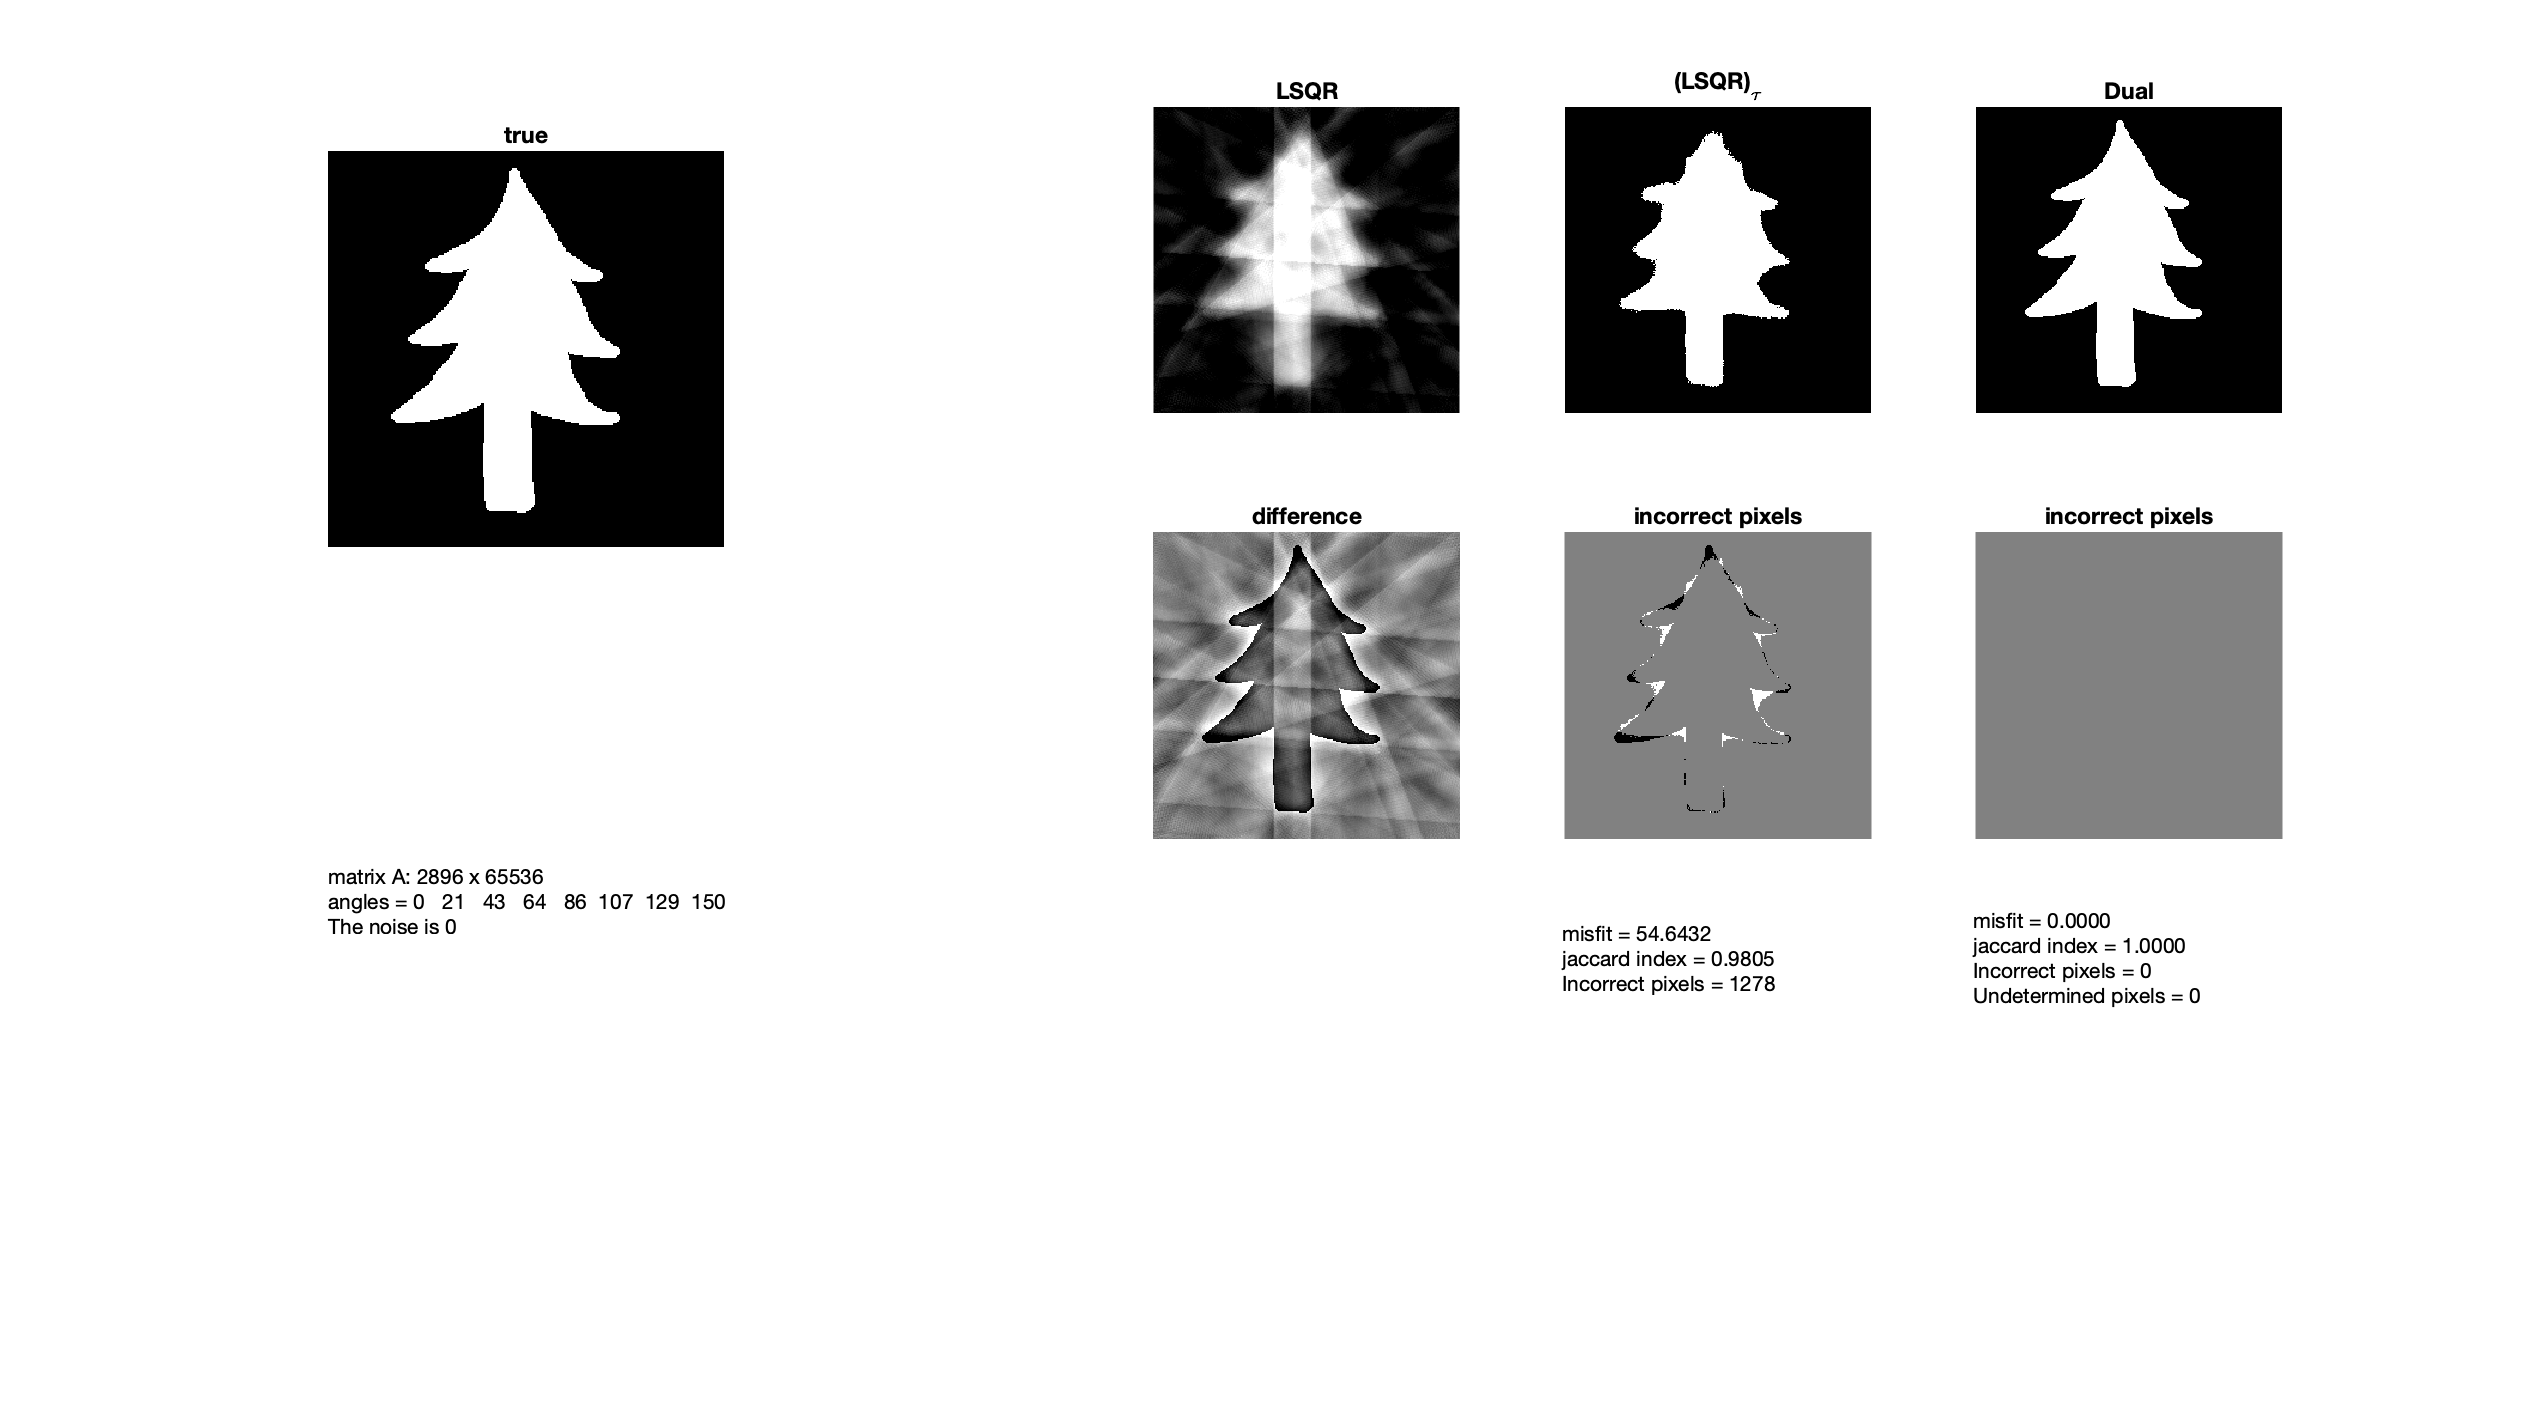 true
LSQR
(LSQR)τ
Dual
difference
incorrect pixels
incorrect pixels
matrix A: 2896 x 65536
angles = 0 21 43 64 86 107 129 150
The noise is 0
misfit = 54.6432
jaccard index = 0.9805
Incorrect pixels = 1278
misfit = 0.0000
jaccard index = 1.0000
Incorrect pixels = 0
Undetermined pixels = 0